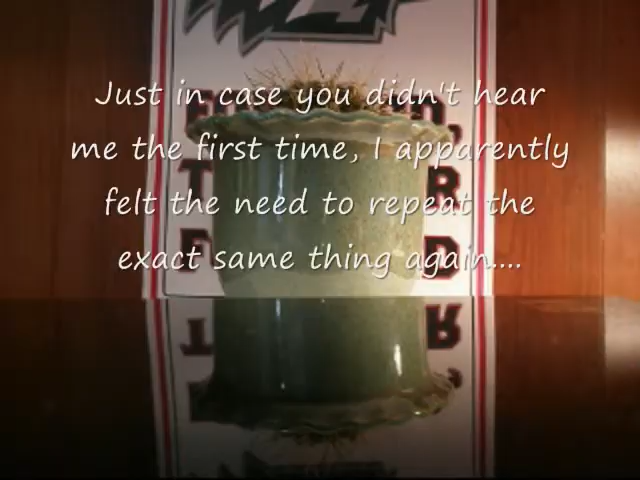 Just in case you didn't hear
me the first time, I apparently
felt the need to repeat the
exact same thing again....